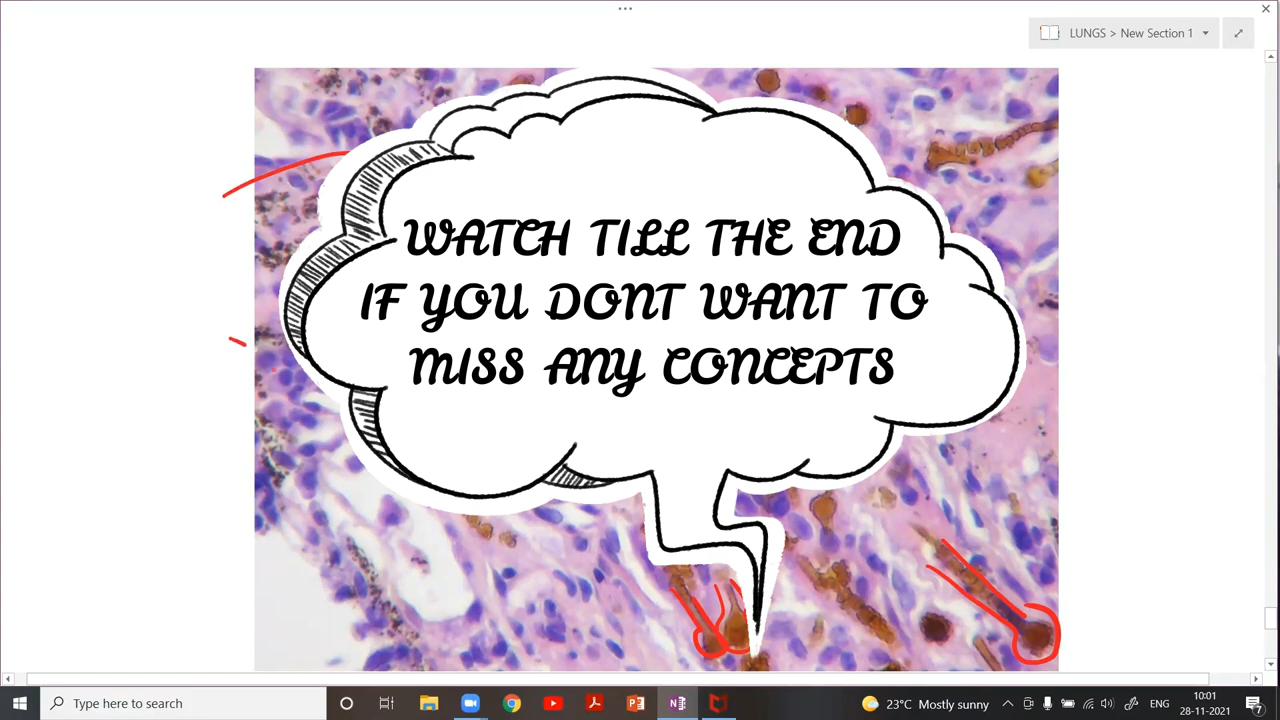 LUNGS > New Section 1
WATCH TILL THE END
IF YOU DONT WANT TO
MISS ANY CONCEPTS
Type here to search
23°C Mostly sunny
ENG
10:01
28-11-2021
7